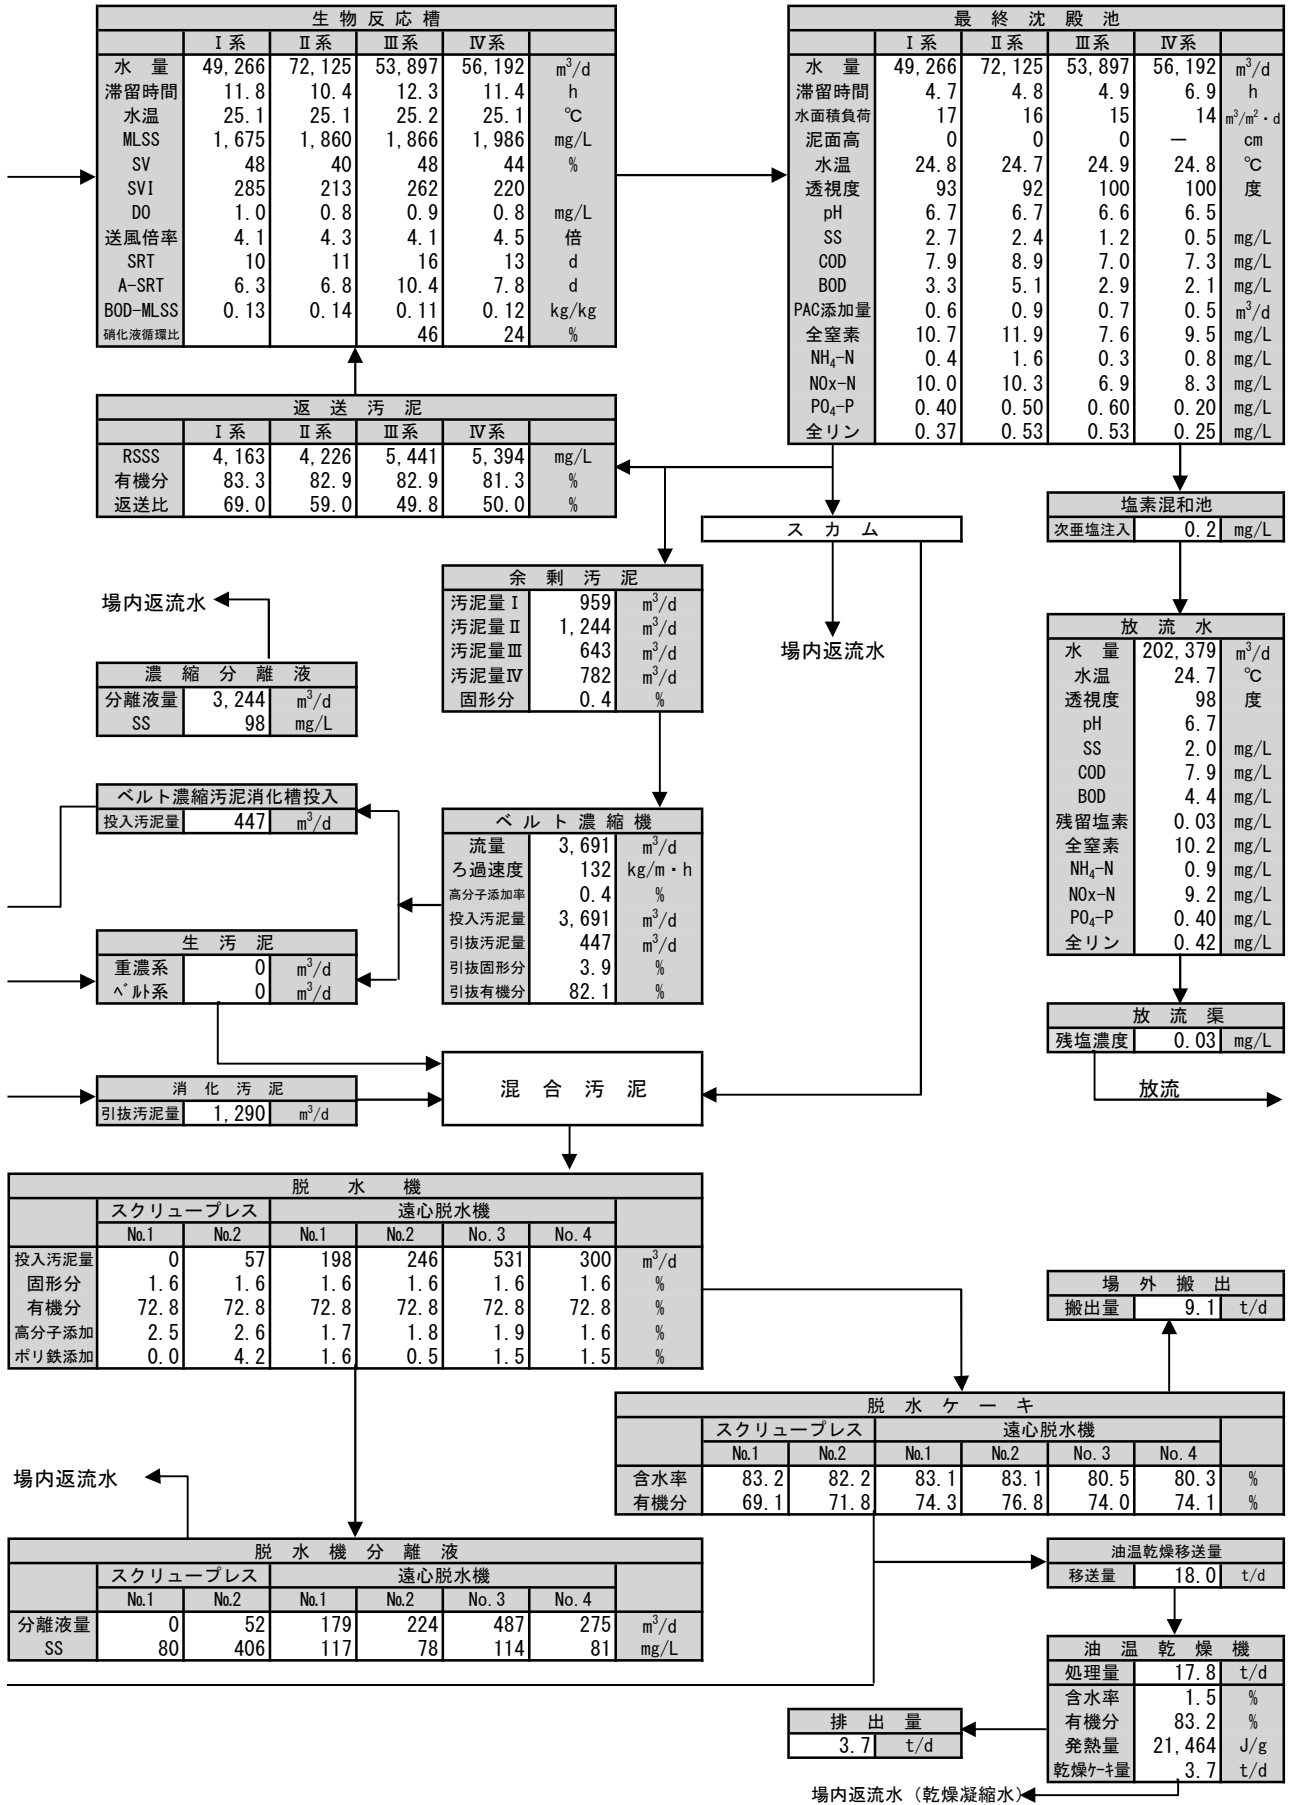 生物反応槽
Ⅰ系 Ⅱ系 Ⅲ系 Ⅳ系
水 量 49,266 72,125 53,897 56,192 m³/d
滞留時間 11.8 10.4 12.3 11.4 h
水温 25.1 25.1 25.2 25.1 ℃
MLSS 1,675 1,860 1,866 1,986 mg/L
SV 48 40 48 44 %
SVI 285 213 262 220
DO 1.0 0.8 0.9 0.8 mg/L
送風倍率 4.1 4.3 4.1 4.5 倍
SRT 10 11 16 13 d
A-SRT 6.3 6.8 10.4 7.8 d
BOD-MLSS 0.13 0.14 0.11 0.12 kg/kg
硝化液循環比 46 24 %
最終沈殿池
Ⅰ系 Ⅱ系 Ⅲ系 Ⅳ系
水 量 49,266 72,125 53,897 56,192 m³/d
滞留時間 4.7 4.8 4.9 6.9 h
水面積負荷 17 16 15 14 m³/m²・d
泥面高 0 0 0 － cm
水温 24.8 24.7 24.9 24.8 ℃
透視度 93 92 100 100 度
pH 6.7 6.7 6.6 6.5
SS 2.7 2.4 1.2 0.5 mg/L
COD 7.9 8.9 7.0 7.3 mg/L
BOD 3.3 5.1 2.9 2.1 mg/L
PAC添加量 0.6 0.9 0.7 0.5 m³/d
全窒素 10.7 11.9 7.6 9.5 mg/L
NH₄-N 0.4 1.6 0.3 0.8 mg/L
NOx-N 10.0 10.3 6.9 8.3 mg/L
PO₄-P 0.40 0.50 0.60 0.20 mg/L
全リン 0.37 0.53 0.53 0.25 mg/L
返送汚泥
Ⅰ系 Ⅱ系 Ⅲ系 Ⅳ系
RSSS 4,163 4,226 5,441 5,394 mg/L
有機分 83.3 82.9 82.9 81.3 %
返送比 69.0 59.0 49.8 50.0 %
スカム
塩素混和池
次亜塩注入 0.2 mg/L
余剰汚泥
汚泥量Ⅰ 959 m³/d
汚泥量Ⅱ 1,244 m³/d
汚泥量Ⅲ 643 m³/d
汚泥量Ⅳ 782 m³/d
固形分 0.4 %
場内返流水
場内返流水
濃縮分離液
分離液量 3,244 m³/d
SS 98 mg/L
放流水
水 量 202,379 m³/d
水温 24.7 ℃
透視度 98 度
pH 6.7
SS 2.0 mg/L
COD 7.9 mg/L
BOD 4.4 mg/L
残留塩素 0.03 mg/L
全窒素 10.2 mg/L
NH₄-N 0.9 mg/L
NOx-N 9.2 mg/L
PO₄-P 0.40 mg/L
全リン 0.42 mg/L
ベルト濃縮汚泥消化槽投入
投入汚泥量 447 m³/d
ベルト濃縮機
流量 3,691 m³/d
ろ過速度 132 kg/m・h
高分子添加率 0.4 %
投入汚泥量 3,691 m³/d
引抜汚泥量 447 m³/d
引抜固形分 3.9 %
引抜有機分 82.1 %
生汚泥
重濃系 0 m³/d
ﾍﾞﾙﾄ系 0 m³/d
放流渠
残塩濃度 0.03 mg/L
放流
消化汚泥
引抜汚泥量 1,290 m³/d
混合汚泥
脱水機
スクリュープレス 遠心脱水機
№1 №2 №1 №2 No.3 No.4
投入汚泥量 0 57 198 246 531 300 m³/d
固形分 1.6 1.6 1.6 1.6 1.6 1.6 %
有機分 72.8 72.8 72.8 72.8 72.8 72.8 %
高分子添加 2.5 2.6 1.7 1.8 1.9 1.6 %
ポリ鉄添加 0.0 4.2 1.6 0.5 1.5 1.5 %
場外搬出
搬出量 9.1 t/d
脱水ケーキ
スクリュープレス 遠心脱水機
№1 №2 №1 №2 No.3 No.4
含水率 83.2 82.2 83.1 83.1 80.5 80.3 %
有機分 69.1 71.8 74.3 76.8 74.0 74.1 %
場内返流水
脱水機分離液
スクリュープレス 遠心脱水機
№1 №2 №1 №2 No.3 No.4
分離液量 0 52 179 224 487 275 m³/d
SS 80 406 117 78 114 81 mg/L
油温乾燥移送量
移送量 18.0 t/d
油温乾燥機
処理量 17.8 t/d
含水率 1.5 %
有機分 83.2 %
発熱量 21,464 J/g
乾燥ｹｰｷ量 3.7 t/d
排出量
3.7 t/d
場内返流水（乾燥凝縮水）